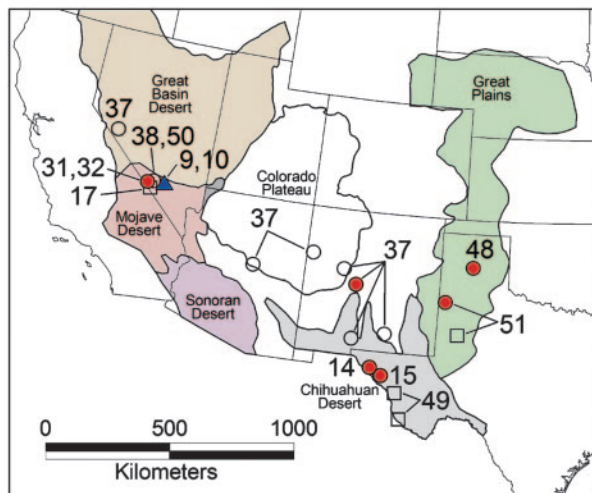 Great
Basin
Desert
Great
Plains
37
38,50
9,10
31,32
17
Colorado
Plateau
Mojave
Desert
37
37
48
Sonoran
Desert
51
14
15
Chihuahuan
Desert
49
0 500 1000
Kilometers